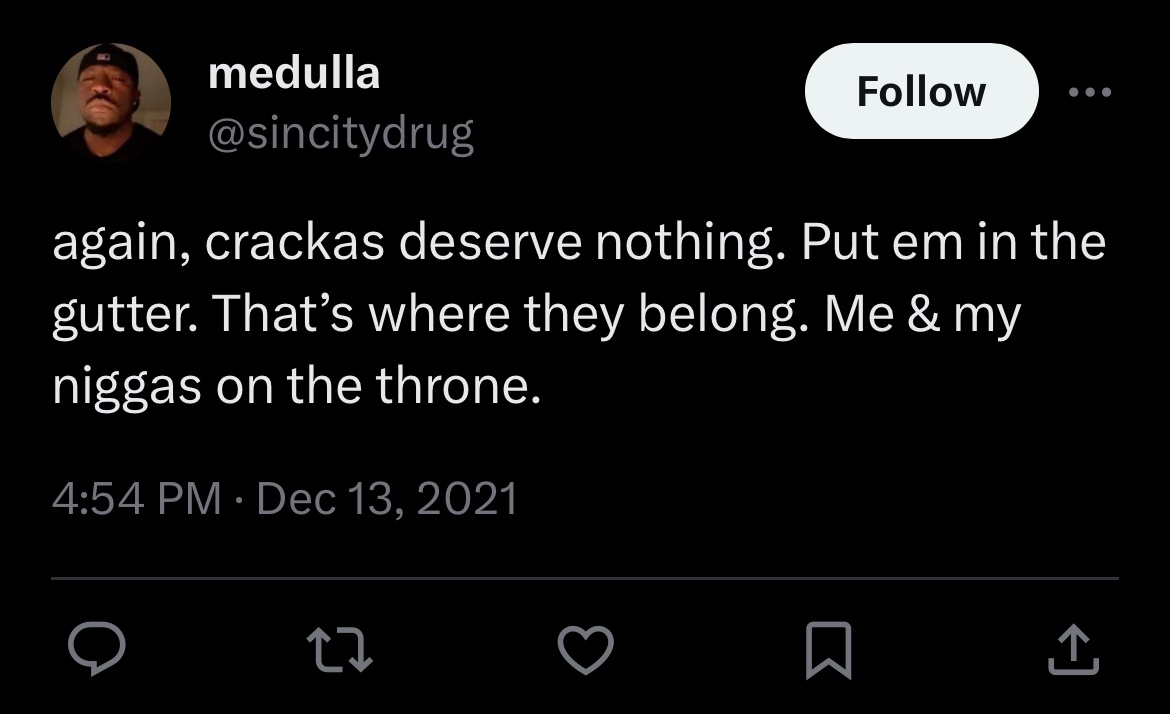 medulla
@sincitydrug
Follow
again, crackas deserve nothing. Put em in the
gutter. That’s where they belong. Me & my
niggas on the throne.
4:54 PM · Dec 13, 2021